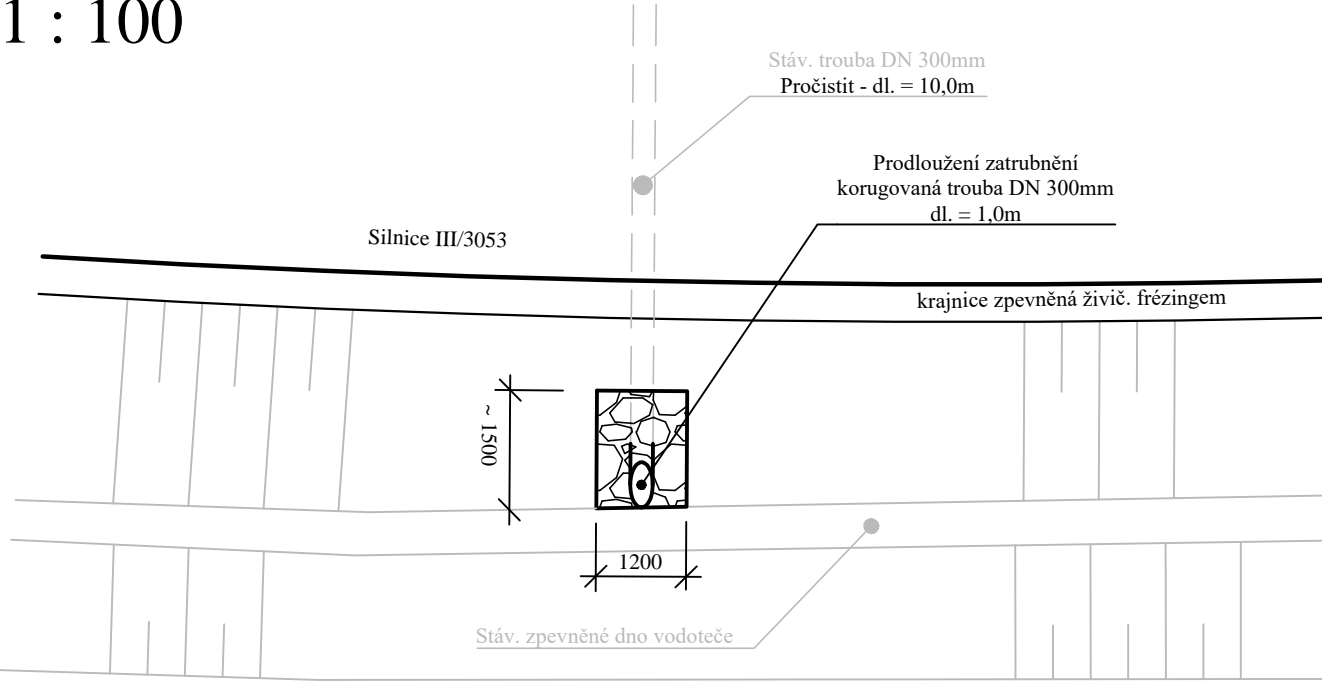 1 : 100
Stáv. trouba DN 300mm
Pročistit - dl. = 10,0m
Prodloužení zatrubnění
korugovaná trouba DN 300mm
dl. = 1,0m
Silnice III/3053
krajnice zpevněná živič. frézingem
~ 1500
1200
Stáv. zpevněné dno vodoteče